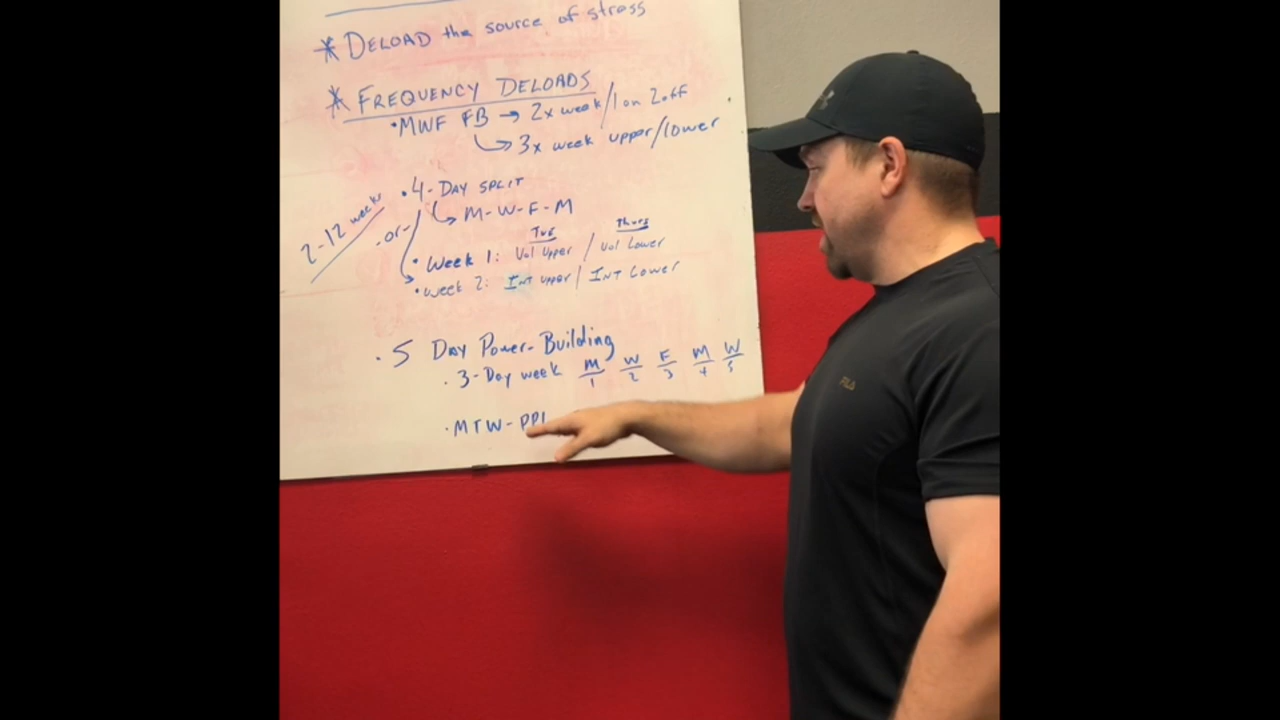 * DELOAD the source of stress
* FREQUENCY DELOADS
• MWF FB → 2x week/1 on 2 off
↳ 3x week upper/lower
2-12 weeks
• 4-DAY SPLIT
↳ M-W-F-M
-or-
Tue Thurs
• Week 1: Vol Upper / Vol Lower
• Week 2: INT Upper / INT Lower
• 5 Day Power-Building
• 3-Day week M W F M W
1 2 3 4 5
• MTW-PPL
FILA